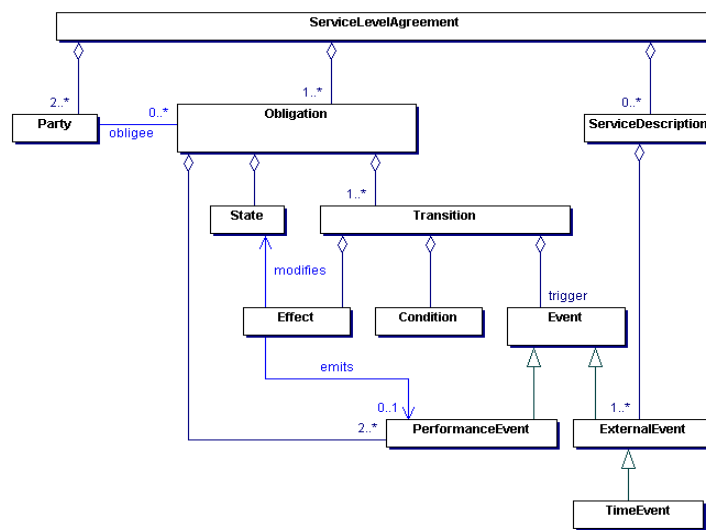 ServiceLevelAgreement
2..*
0..*
1..*
0..*
Party
obligee
Obligation
ServiceDescription
1..*
State
Transition
modifies
trigger
Effect
Condition
Event
emits
0..1
2..*
1..*
PerformanceEvent
ExternalEvent
TimeEvent